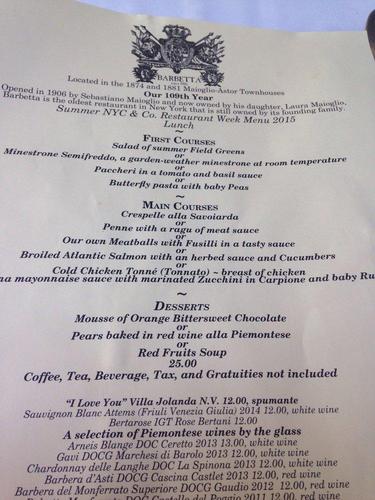 BARBETTA
Located in the 1874 and 1881 Maioglio-Astor Townhouses
Our 109th Year
Opened in 1906 by Sebastiano Maioglio and now owned by his daughter, Laura Maioglio,
Barbetta is the oldest restaurant in New York that is still owned by its founding family.
Summer NYC & Co. Restaurant Week Menu 2015
Lunch
~
FIRST COURSES
Salad of summer Field Greens
or
Minestrone Semifreddo, a garden-weather minestrone at room temperature
or
Paccheri in a tomato and basil sauce
or
Butterfly pasta with baby Peas
~
MAIN COURSES
Crespelle alla Savoiarda
or
Penne with a ragu of meat sauce
or
Our own Meatballs with Fusilli in a tasty sauce
or
Broiled Atlantic Salmon with an herbed sauce and Cucumbers
or
Cold Chicken Tonné (Tonnato) ~ breast of chicken
na mayonnaise sauce with marinated Zucchini in Carpione and baby Ru
~
DESSERTS
Mousse of Orange Bittersweet Chocolate
or
Pears baked in red wine alla Piemontese
or
Red Fruits Soup
25.00
Coffee, Tea, Beverage, Tax, and Gratuities not included
"I Love You" Villa Jolanda N.V. 12.00, spumante
Sauvignon Blanc Attems (Friuli Venezia Giulia) 2014 12.00, white wine
Bertarose IGT Rose Bertani 12.00
A selection of Piemontese wines by the glass
Arneis Blange DOC Ceretto 2013 13.00, white wine
Gavi DOCG Marchesi di Barolo 2013 12.00, white wine
Chardonnay delle Langhe DOC La Spinona 2013 12.00, white wine
Barbera d'Asti DOCG Cascina Castlet 2013 12.00, red wine
Barbera del Monferrato Superiore DOCG Gaudio 2012 12.00, red wine
DOC Castello del Poggio 2011 12.00, red wine